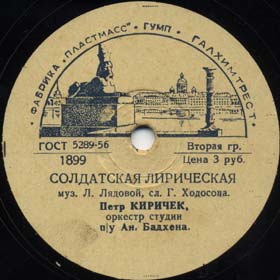 ФАБРИКА „ПЛАСТМАСС" • ГУМП • ГАЛХИМТРЕСТ
ГОСТ 5289-56
Вторая гр.
1899
Цена 3 руб.
СОЛДАТСКАЯ ЛИРИЧЕСКАЯ
муз. Л. Лядовой, сл. Г. Ходосова.
Петр КИРИЧЕК,
оркестр студии
п/у Ан. Бадхена.